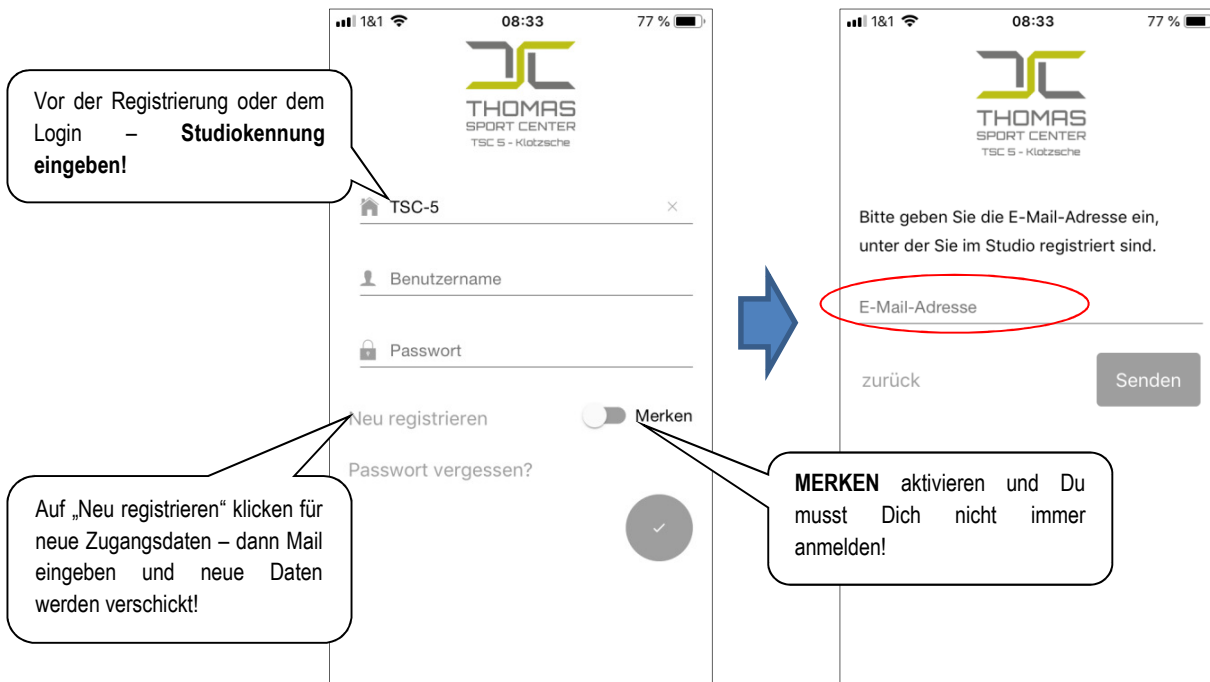 1&1
08:33
77 %
THOMAS
SPORT CENTER
TSC 5 - Klotzsche
Vor der Registrierung oder dem
Login – Studiokennung
eingeben!
TSC-5
Benutzername
Passwort
Neu registrieren
Merken
Passwort vergessen?
Auf „Neu registrieren“ klicken für
neue Zugangsdaten – dann Mail
eingeben und neue Daten
werden verschickt!
MERKEN aktivieren und Du
musst Dich nicht immer
anmelden!
1&1
08:33
77 %
THOMAS
SPORT CENTER
TSC 5 - Klotzsche
Bitte geben Sie die E-Mail-Adresse ein,
unter der Sie im Studio registriert sind.
E-Mail-Adresse
zurück
Senden